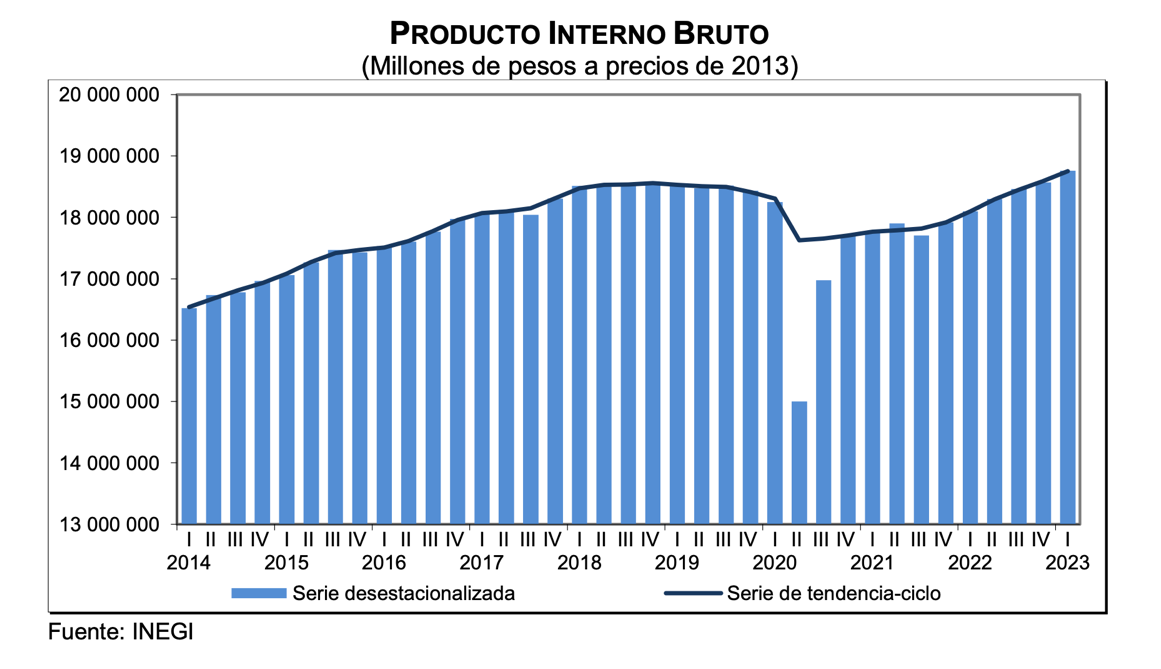 PRODUCTO INTERNO BRUTO
(Millones de pesos a precios de 2013)
20 000 000
19 000 000
18 000 000
17 000 000
16 000 000
15 000 000
14 000 000
13 000 000
I II III IV I II III IV I II III IV I II III IV I II III IV I II III IV I II III IV I II III IV I II III IV I
2014 2015 2016 2017 2018 2019 2020 2021 2022 2023
Serie desestacionalizada Serie de tendencia-ciclo
Fuente: INEGI